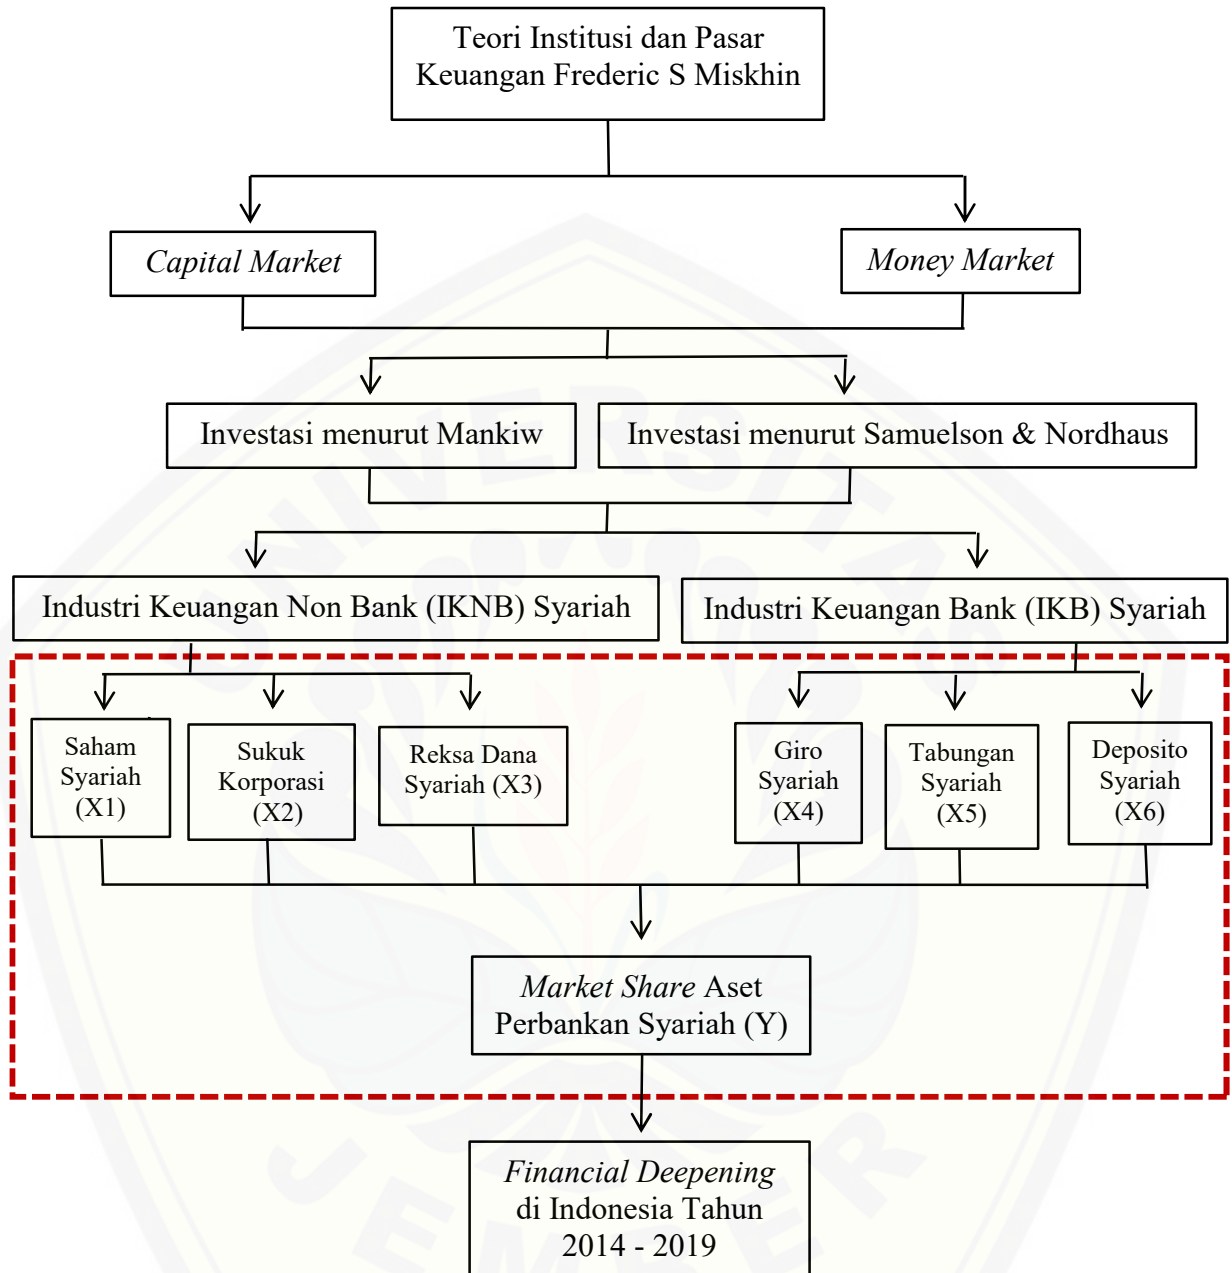 Teori Institusi dan Pasar
Keuangan Frederic S Miskhin
Capital Market
Money Market
Investasi menurut Mankiw
Investasi menurut Samuelson & Nordhaus
Industri Keuangan Non Bank (IKNB) Syariah
Industri Keuangan Bank (IKB) Syariah
Saham
Syariah
(X1)
Sukuk
Korporasi
(X2)
Reksa Dana
Syariah (X3)
Giro
Syariah
(X4)
Tabungan
Syariah
(X5)
Deposito
Syariah
(X6)
Market Share Aset
Perbankan Syariah (Y)
Financial Deepening
di Indonesia Tahun
2014 - 2019
UNIVERSITAS
JEMBER